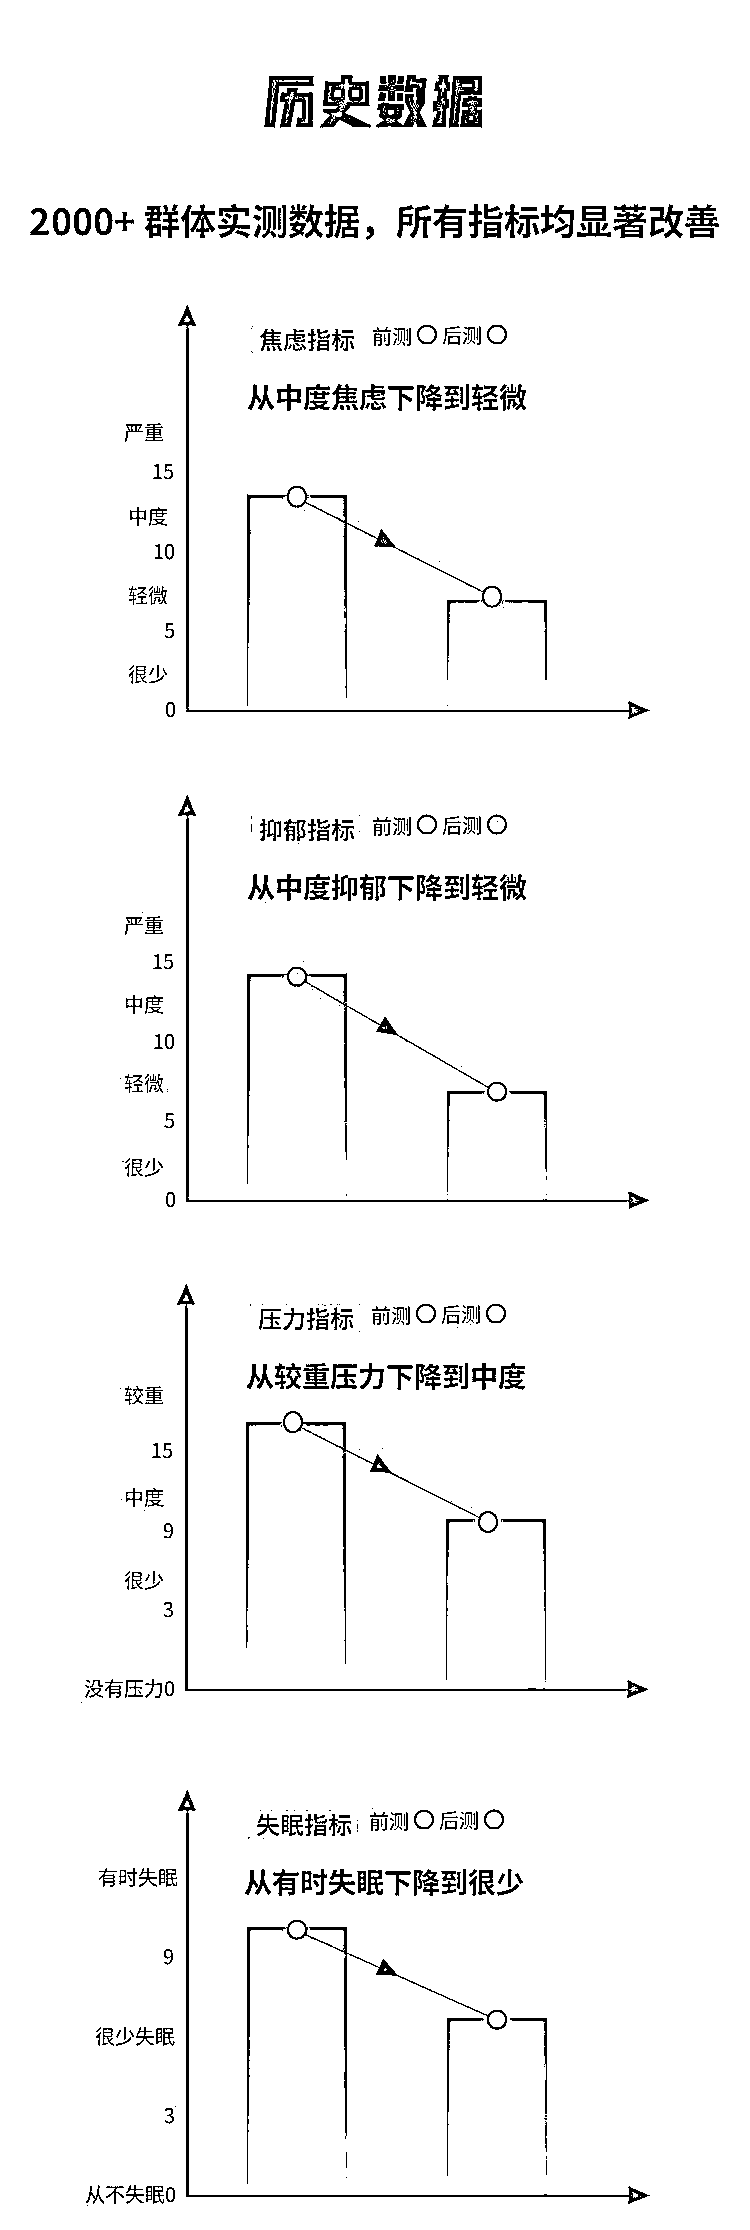 历史数据
2000+ 群体实测数据，所有指标均显著改善
焦虑指标 前测 后测
从中度焦虑下降到轻微
严重
15
中度
10
轻微
5
很少
0
抑郁指标 前测 后测
从中度抑郁下降到轻微
严重
15
中度
10
轻微
5
很少
0
压力指标 前测 后测
从较重压力下降到中度
较重
15
中度
9
很少
3
没有压力0
失眠指标 前测 后测
从有时失眠下降到很少
有时失眠
9
很少失眠
3
从不失眠0